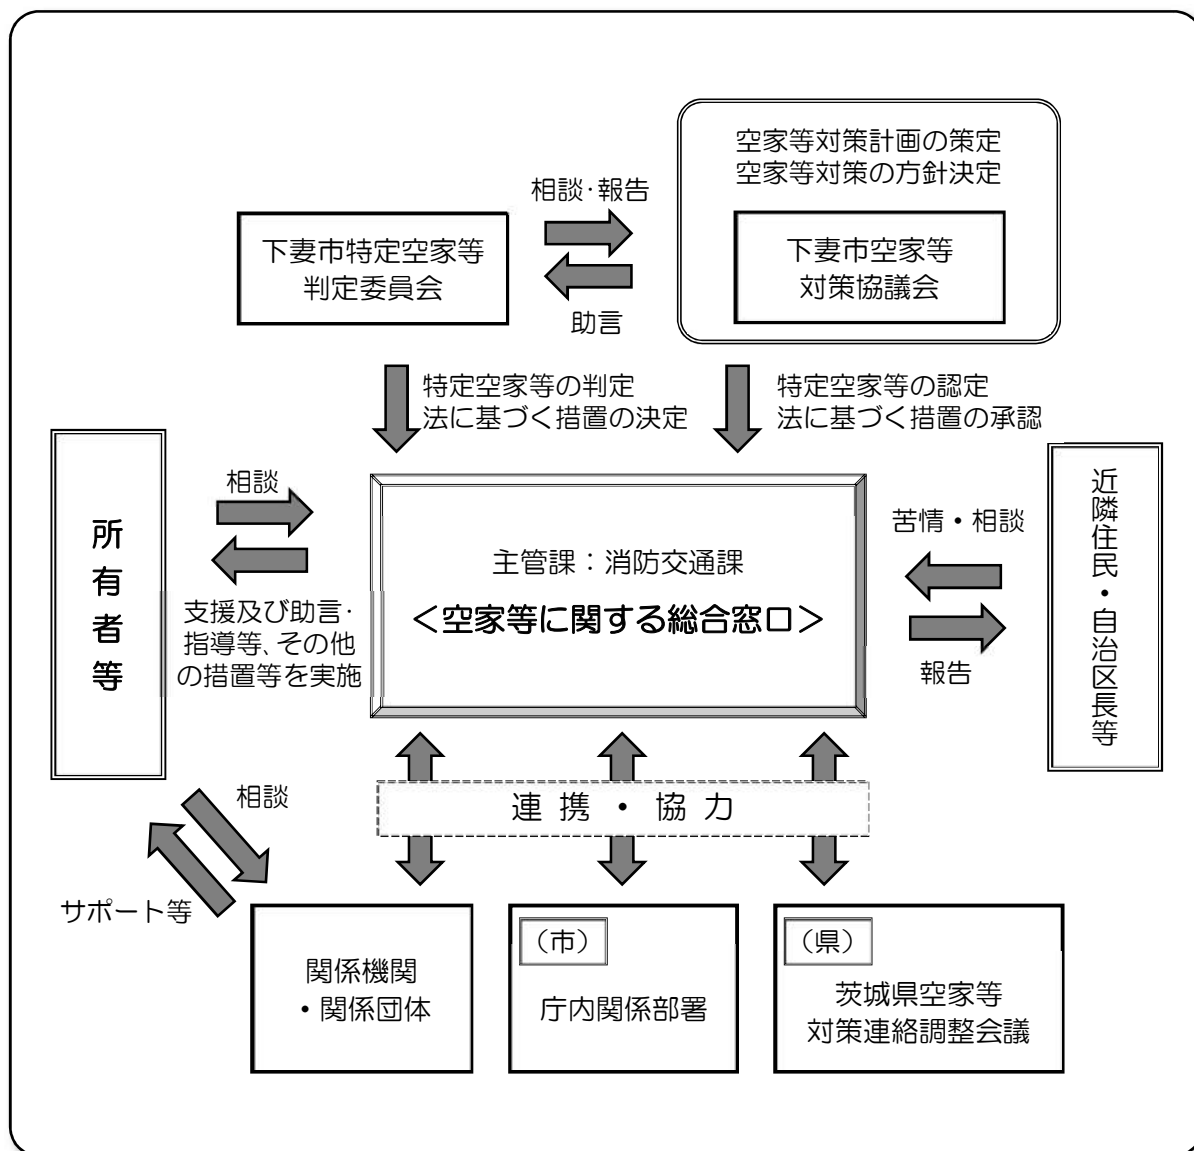 空家等対策計画の策定
空家等対策の方針決定
相談・報告
下妻市特定空家等
判定委員会
下妻市空家等
対策協議会
助言
特定空家等の判定
法に基づく措置の決定
特定空家等の認定
法に基づく措置の承認
所有者等
相談
支援及び助言・
指導等、その他
の措置等を実施
主管課：消防交通課
＜空家等に関する総合窓口＞
苦情・相談
報告
近隣住民・自治区長等
相談
サポート等
連携・協力
関係機関
・関係団体
（市）
庁内関係部署
（県）
茨城県空家等
対策連絡調整会議